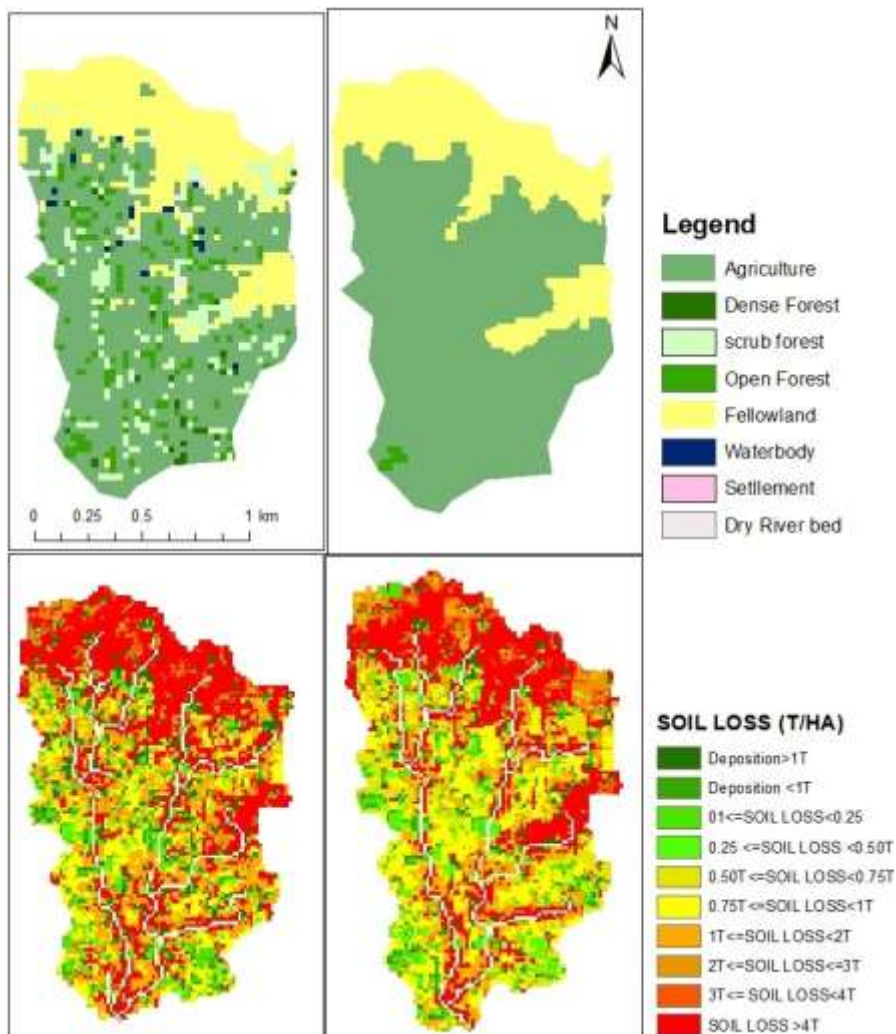 N
Legend
Agriculture
Dense Forest
scrub forest
Open Forest
Fellowland
Waterbody
Setllement
Dry River bed
0 0.25 0.5 1 km
SOIL LOSS (T/HA)
Deposition>1T
Deposition <1T
01<=SOIL LOSS<0.25
0.25 <=SOIL LOSS <0.50T
0.50T<=SOIL LOSS<0.75T
0.75T<=SOIL LOSS<1T
1T<=SOIL LOSS<2T
2T<=SOIL LOSS<=3T
3T<= SOIL LOSS<4T
SOIL LOSS >4T